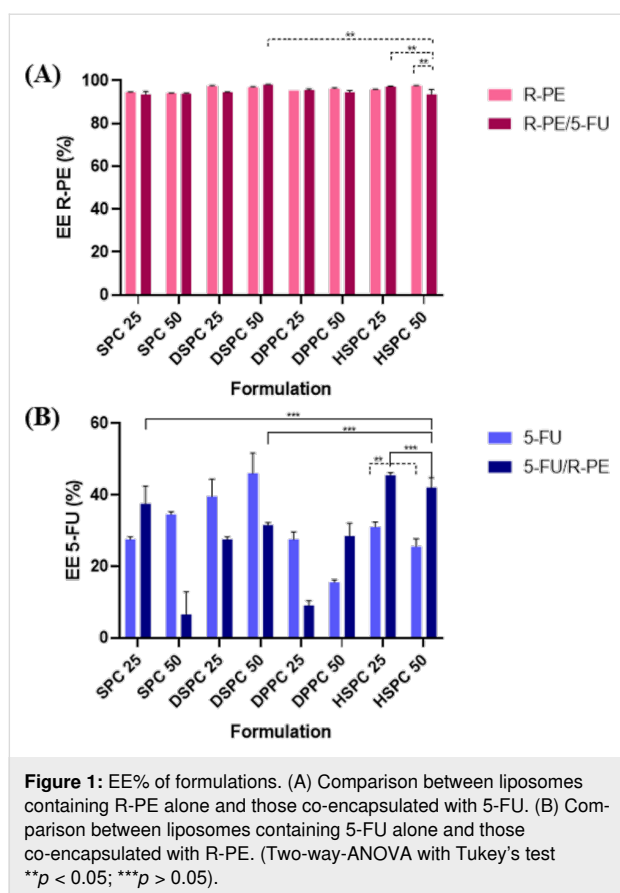 (A)
**
**
**
100
80
60
40
20
0
EE R-PE (%)
R-PE
R-PE/5-FU
SPC 25
SPC 50
DSPC 25
DSPC 50
DPPC 25
DPPC 50
HSPC 25
HSPC 50
Formulation
(B)
***
***
***
**
60
40
20
0
EE 5-FU (%)
5-FU
5-FU/R-PE
SPC 25
SPC 50
DSPC 25
DSPC 50
DPPC 25
DPPC 50
HSPC 25
HSPC 50
Formulation
Figure 1: EE% of formulations. (A) Comparison between liposomes
containing R-PE alone and those co-encapsulated with 5-FU. (B) Com-
parison between liposomes containing 5-FU alone and those
co-encapsulated with R-PE. (Two-way-ANOVA with Tukey’s test
**p < 0.05; ***p > 0.05).